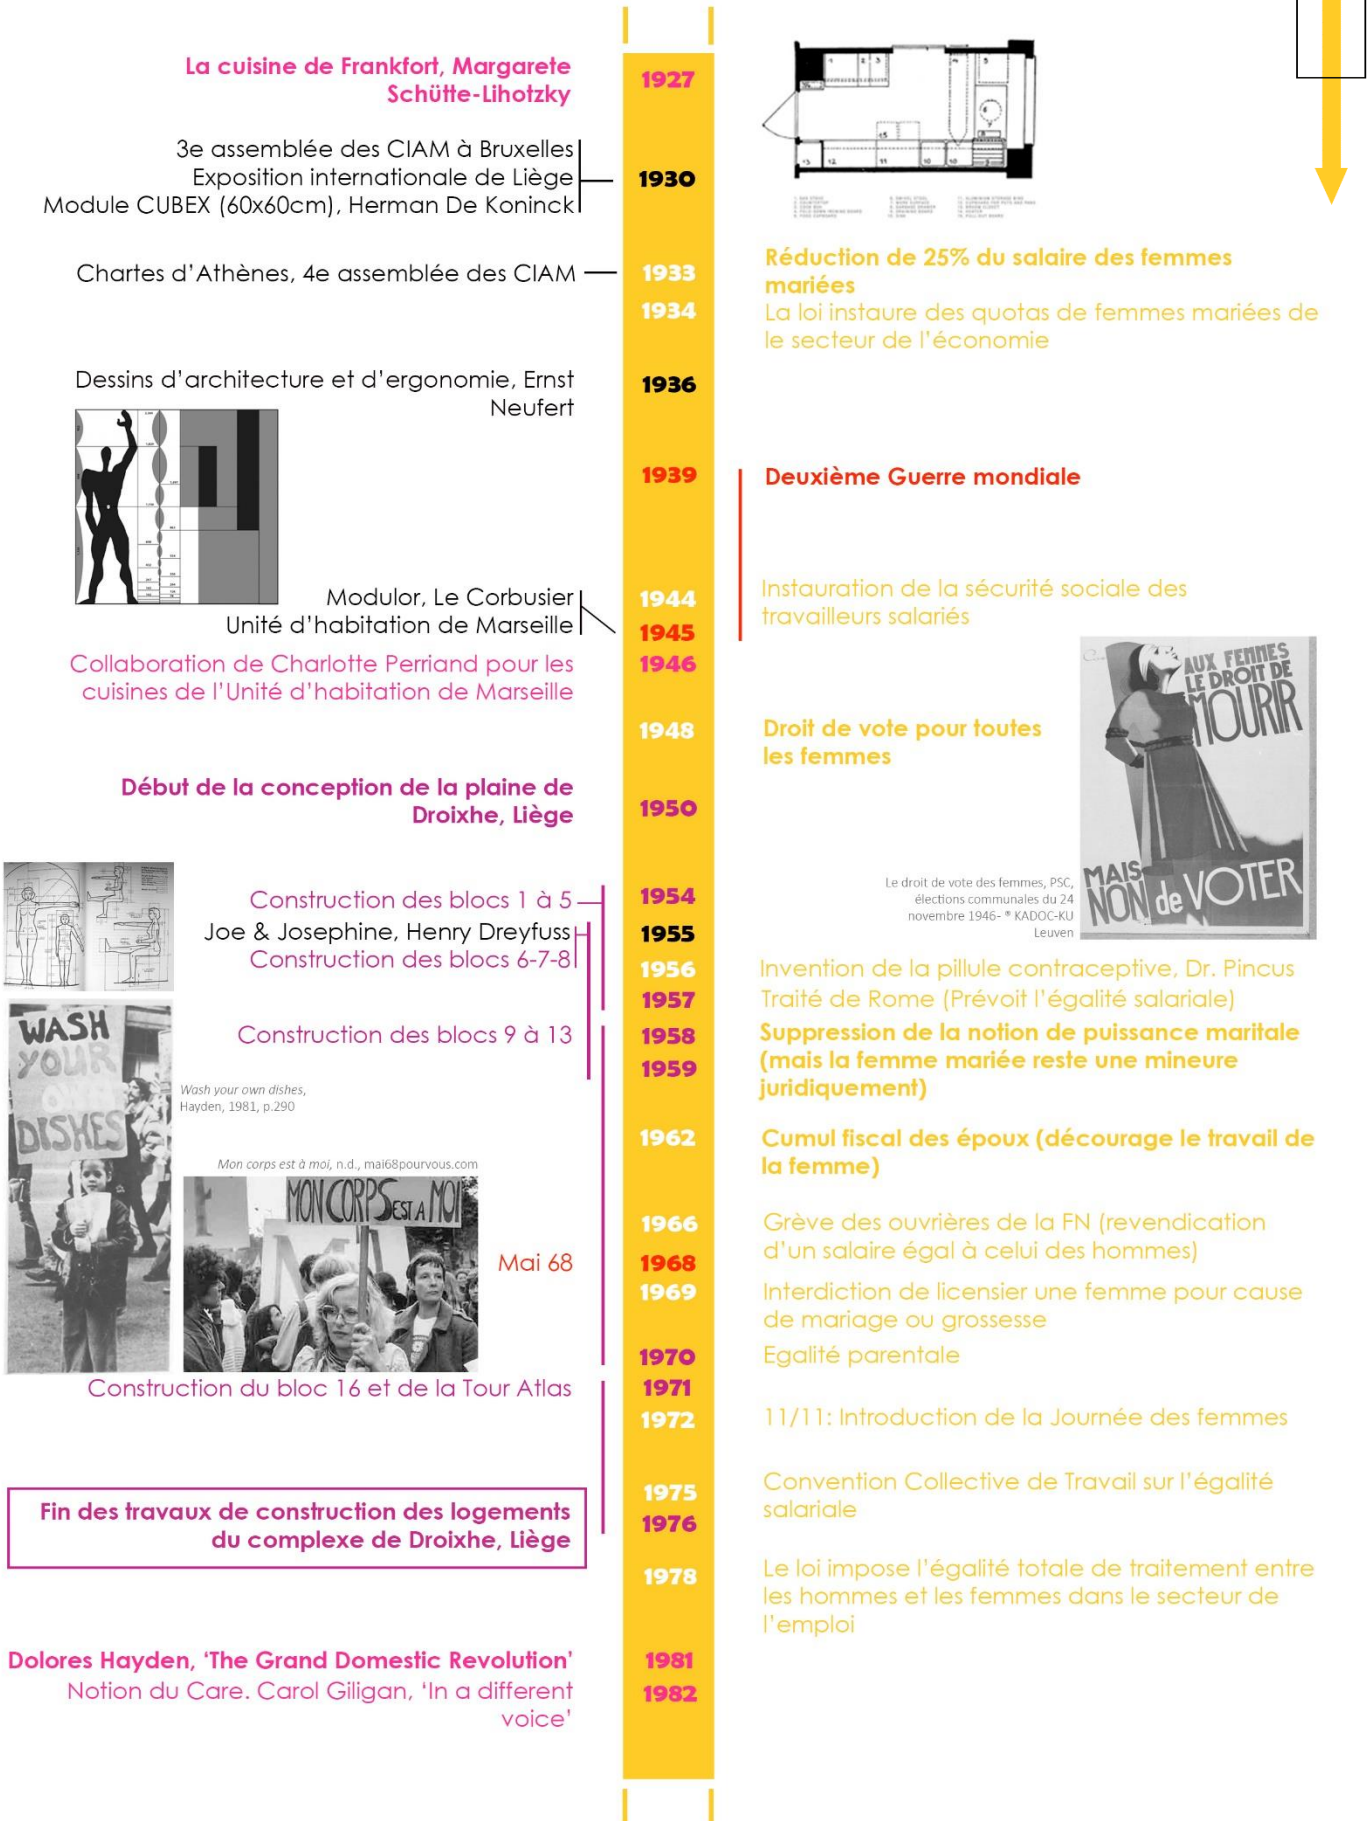 La cuisine de Frankfort, Margarete
Schütte-Lihotzky
1927
3e assemblée des CIAM à Bruxelles
Exposition internationale de Liège
Module CUBEX (60x60cm), Herman De Koninck
1930
Chartes d'Athènes, 4e assemblée des CIAM
1933
Réduction de 25% du salaire des femmes
mariées
1934
La loi instaure des quotas de femmes mariées de
le secteur de l'économie
Dessins d'architecture et d'ergonomie, Ernst
Neufert
1936
1939
Deuxième Guerre mondiale
1944
Instauration de la sécurité sociale des
travailleurs salariés
Modulor, Le Corbusier
Unité d'habitation de Marseille
1945
Collaboration de Charlotte Perriand pour les
cuisines de l'Unité d'habitation de Marseille
1946
1948
Droit de vote pour toutes
les femmes
AUX FEMMES
LE DROIT DE
MOURIR
MAIS
NON de VOTER
Le droit de vote des femmes, PSC,
élections communales du 24
novembre 1946- ® KADOC-KU
Leuven
Début de la conception de la plaine de
Droixhe, Liège
1950
Construction des blocs 1 à 5
1954
Joe & Josephine, Henry Dreyfuss
Construction des blocs 6-7-8
1955
1956
Invention de la pillule contraceptive, Dr. Pincus
1957
Traité de Rome (Prévoit l'égalité salariale)
Construction des blocs 9 à 13
1958
Suppression de la notion de puissance maritale
(mais la femme mariée reste une mineure
juridiquement)
1959
WASH
YOUR
OWN
DISHES
Wash your own dishes,
Hayden, 1981, p.290
1962
Cumul fiscal des époux (décourage le travail de
la femme)
Mon corps est à moi, n.d., mai68pourvous.com
MON CORPS EST A MOI
1966
Grève des ouvrières de la FN (revendication
d'un salaire égal à celui des hommes)
Mai 68
1968
1969
Interdiction de licensier une femme pour cause
de mariage ou grossesse
1970
Egalité parentale
Construction du bloc 16 et de la Tour Atlas
1971
1972
11/11: Introduction de la Journée des femmes
1975
Convention Collective de Travail sur l'égalité
salariale
Fin des travaux de construction des logements
du complexe de Droixhe, Liège
1976
1978
Le loi impose l'égalité totale de traitement entre
les hommes et les femmes dans le secteur de
l'emploi
Dolores Hayden, 'The Grand Domestic Revolution'
1981
Notion du Care. Carol Giligan, 'In a different
voice'
1982